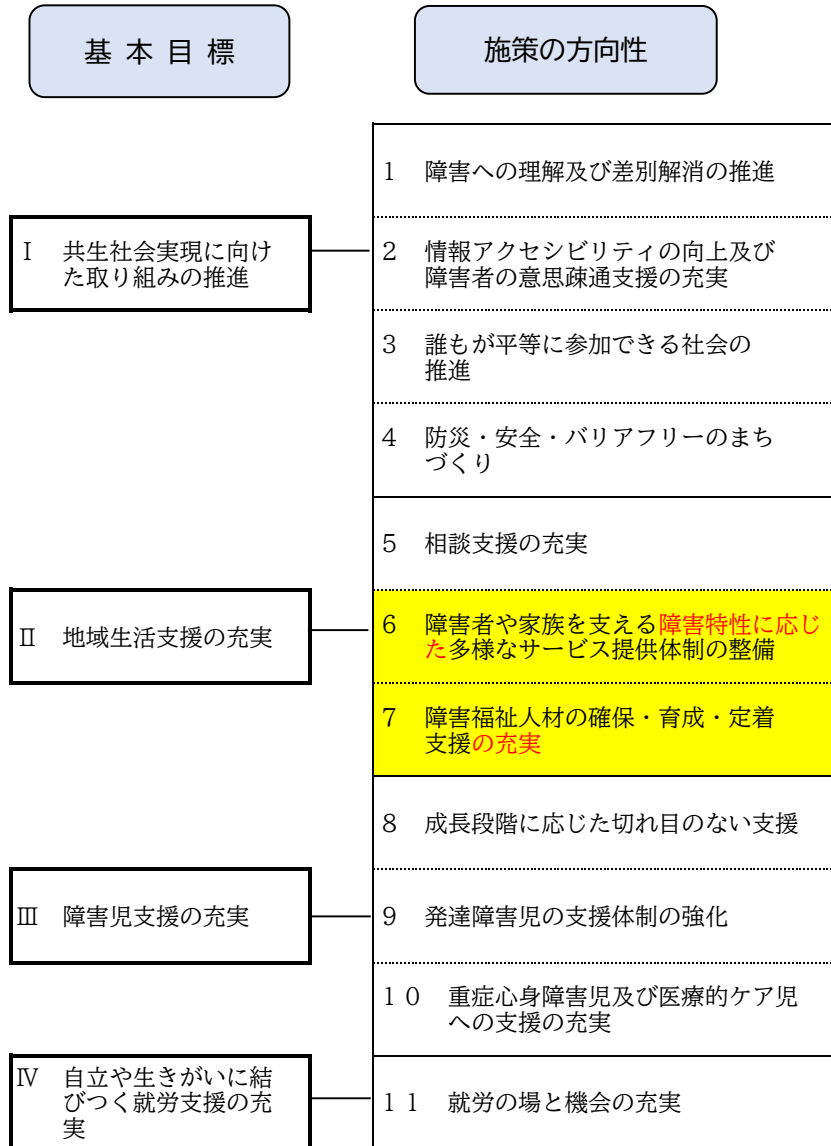 基本目標
施策の方向性
1 障害への理解及び差別解消の推進
Ⅰ 共生社会実現に向け
た取り組みの推進
2 情報アクセシビリティの向上及び
障害者の意思疎通支援の充実
3 誰もが平等に参加できる社会の
推進
4 防災・安全・バリアフリーのまち
づくり
5 相談支援の充実
Ⅱ 地域生活支援の充実
6 障害者や家族を支える障害特性に応じ
た多様なサービス提供体制の整備
7 障害福祉人材の確保・育成・定着
支援の充実
8 成長段階に応じた切れ目のない支援
Ⅲ 障害児支援の充実
9 発達障害児の支援体制の強化
10 重症心身障害児及び医療的ケア児
への支援の充実
Ⅳ 自立や生きがいに結
びつく就労支援の充
実
11 就労の場と機会の充実